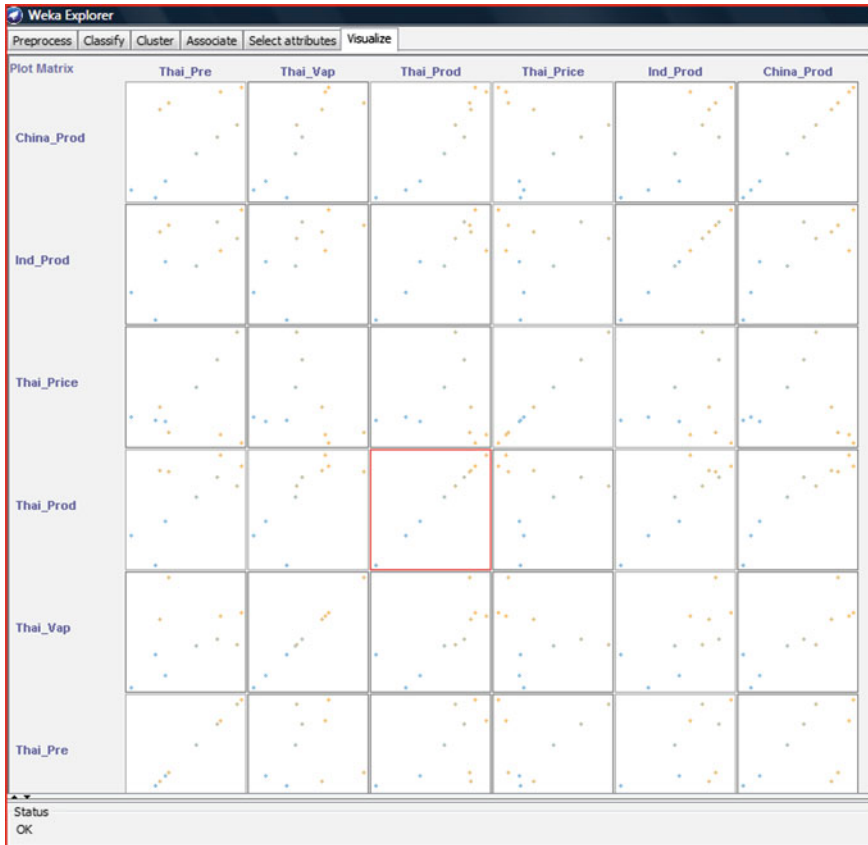 Weka Explorer
Preprocess Classify Cluster Associate Select attributes Visualize
Plot Matrix Thai_Pre Thai_Vap Thai_Prod Thai_Price Ind_Prod China_Prod
China_Prod
Ind_Prod
Thai_Price
Thai_Prod
Thai_Vap
Thai_Pre
Status
OK